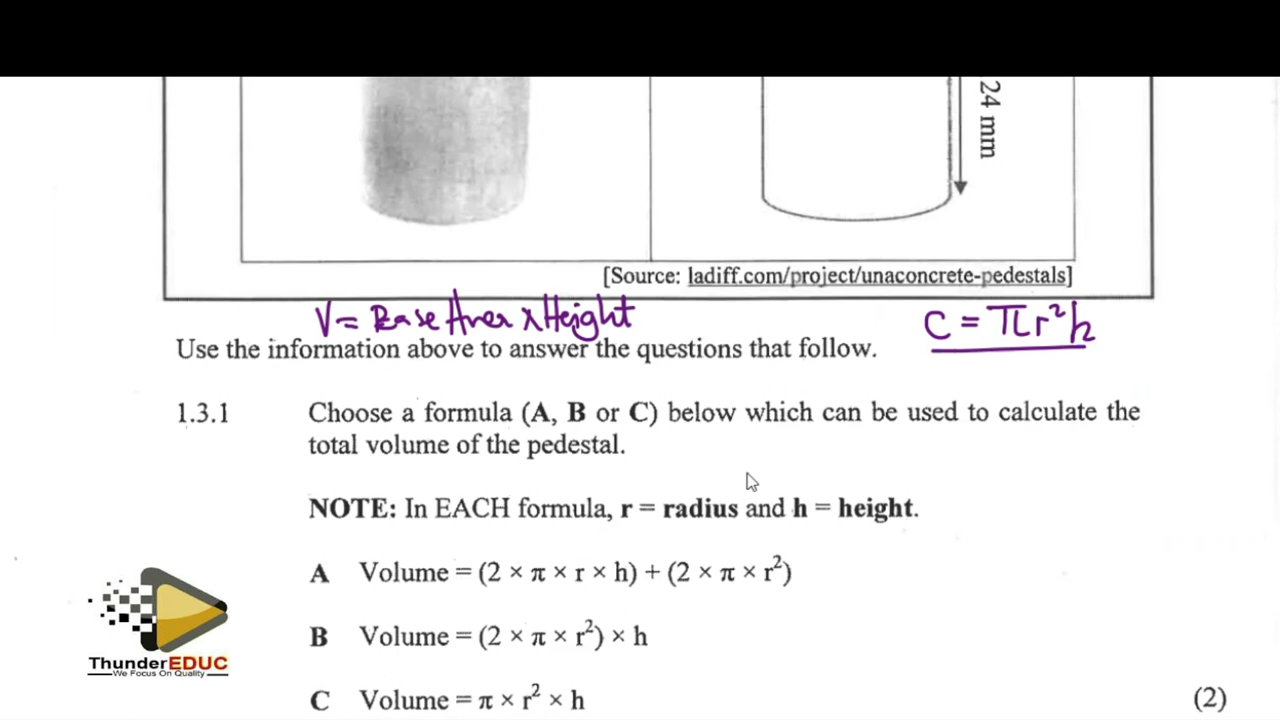 24 mm
[Source: ladiff.com/project/unaconcrete-pedestals]
V = Base Area x Height
C = πr²h
Use the information above to answer the questions that follow.
1.3.1 Choose a formula (A, B or C) below which can be used to calculate the
total volume of the pedestal.
NOTE: In EACH formula, r = radius and h = height.
A Volume = (2 × π × r × h) + (2 × π × r²)
B Volume = (2 × π × r²) × h
C Volume = π × r² × h (2)
ThunderEDUC
We Focus On Quality